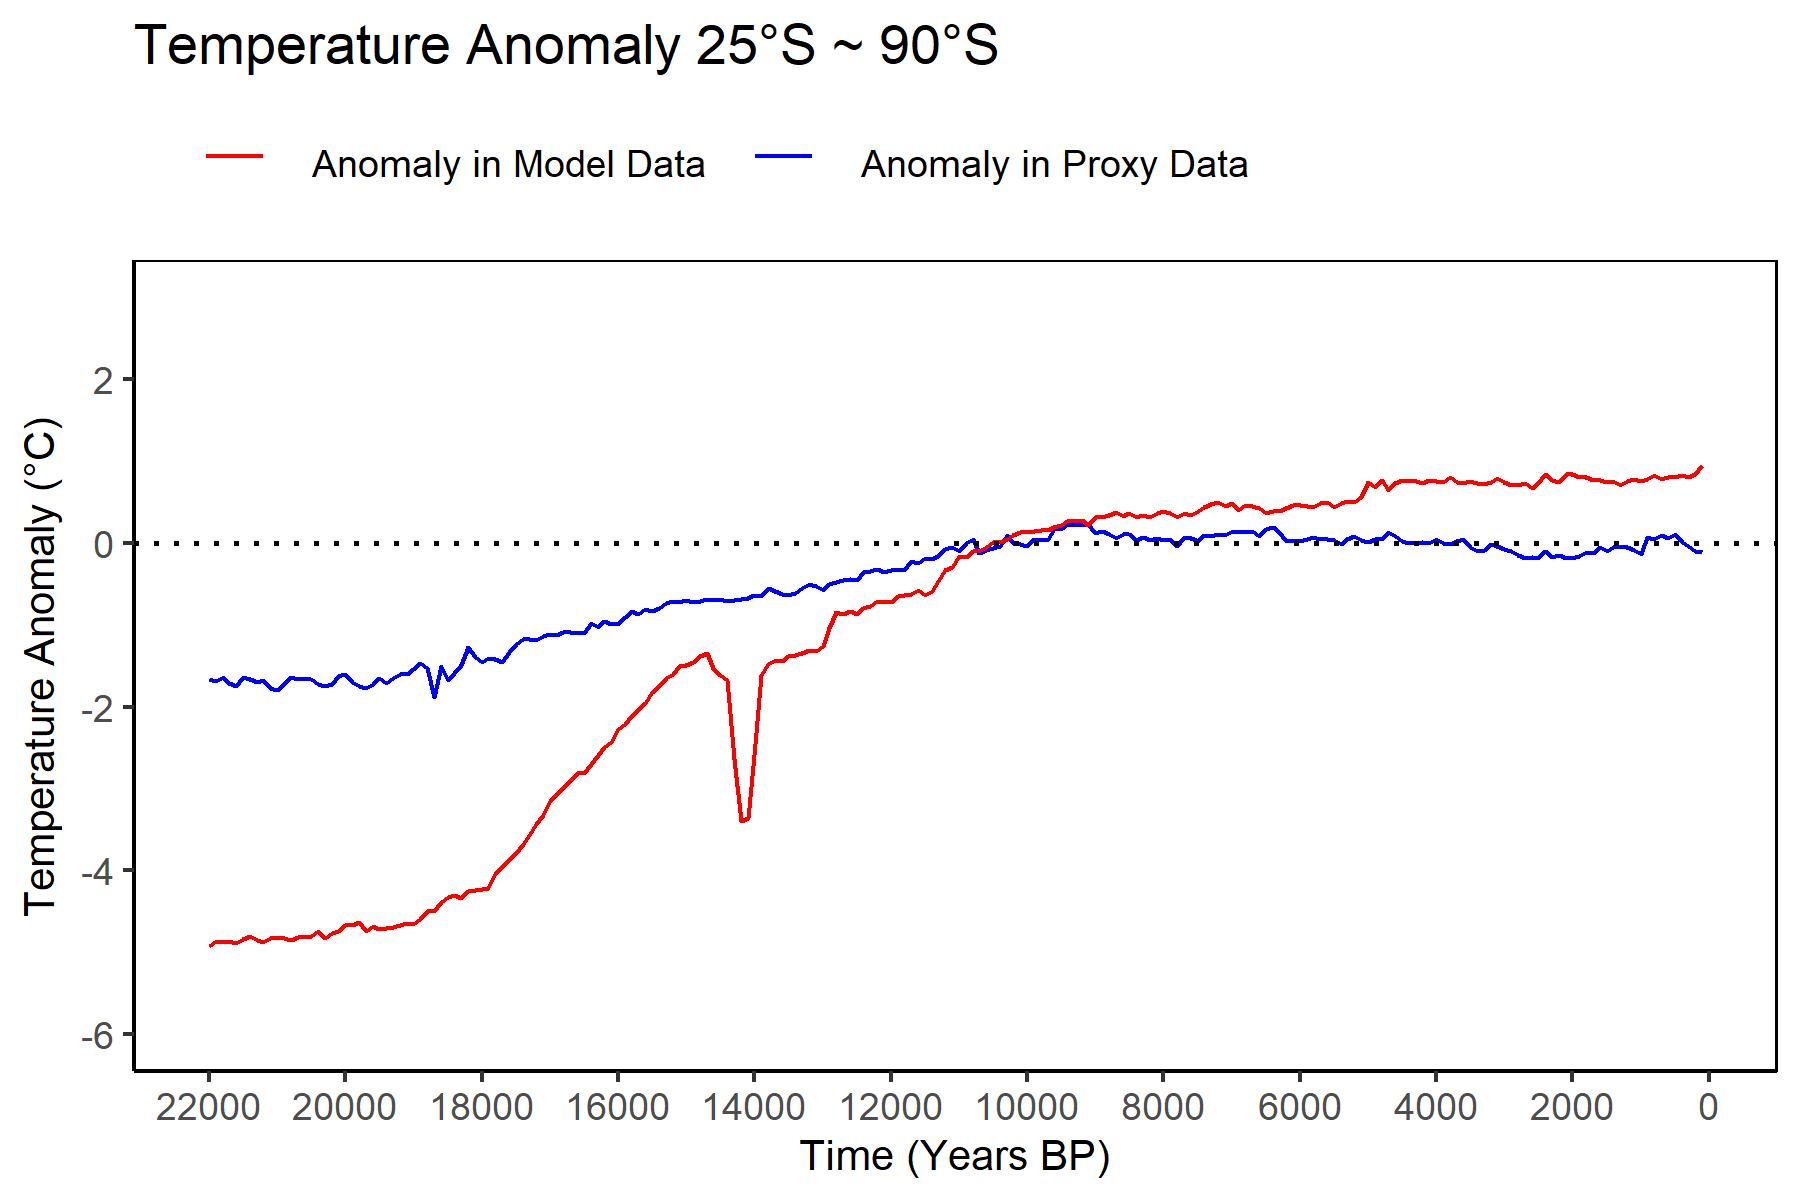 Temperature Anomaly 25°S ~ 90°S
Anomaly in Model Data
Anomaly in Proxy Data
Temperature Anomaly (°C)
2
0
-2
-4
-6
22000 20000 18000 16000 14000 12000 10000 8000 6000 4000 2000 0
Time (Years BP)